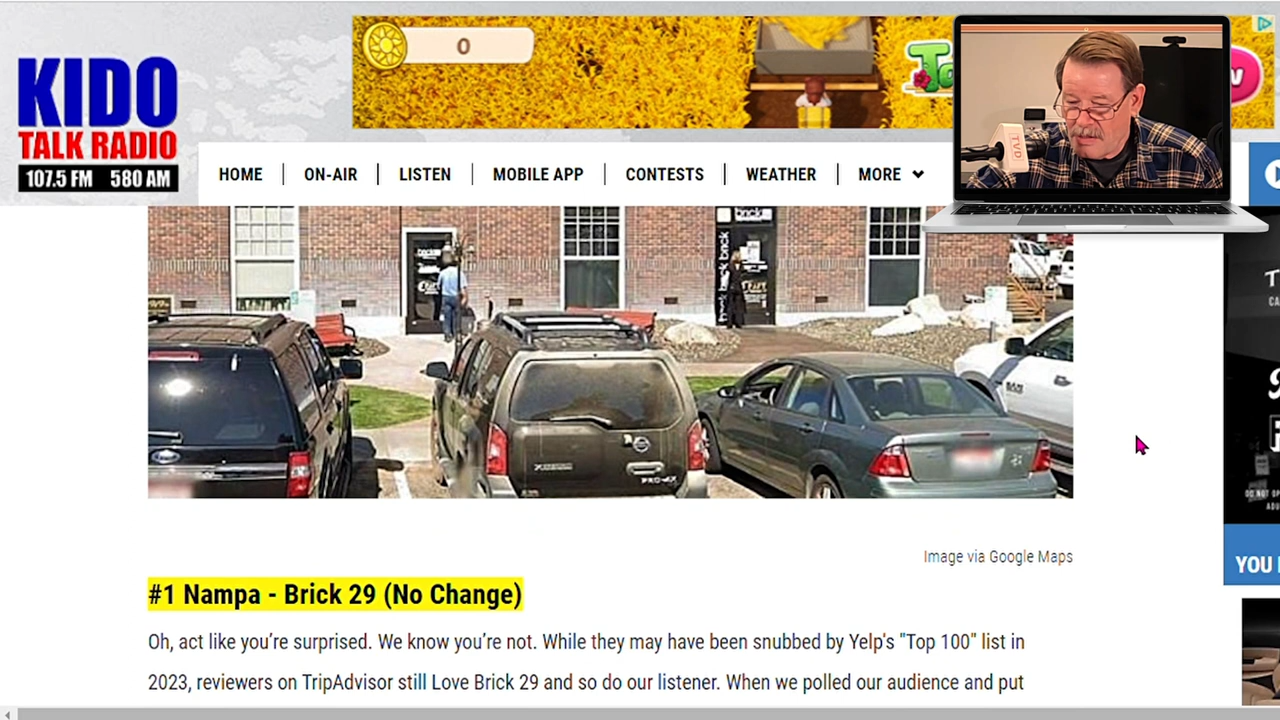 KIDO
TALK RADIO
107.5 FM 580 AM
0
HOME
ON-AIR
LISTEN
MOBILE APP
CONTESTS
WEATHER
MORE
TVD
brick
Image via Google Maps
YOU
#1 Nampa - Brick 29 (No Change)
Oh, act like you're surprised. We know you're not. While they may have been snubbed by Yelp's "Top 100" list in
2023, reviewers on TripAdvisor still Love Brick 29 and so do our listener. When we polled our audience and put